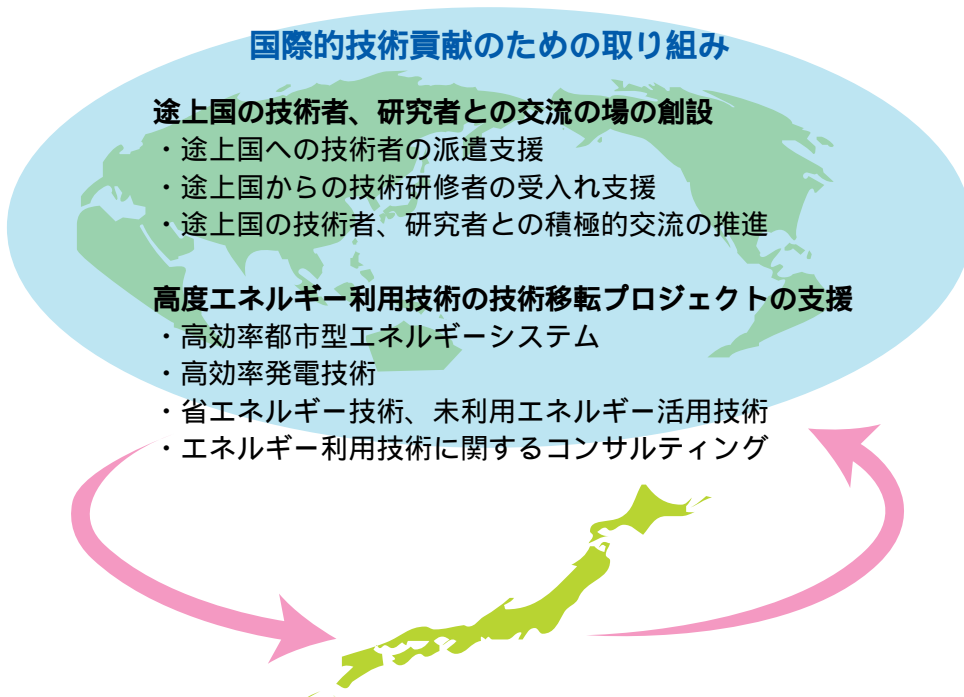 国際的技術貢献のための取り組み
途上国の技術者、研究者との交流の場の創設
・途上国への技術者の派遣支援
・途上国からの技術研修者の受入れ支援
・途上国の技術者、研究者との積極的交流の推進
高度エネルギー利用技術の技術移転プロジェクトの支援
・高効率都市型エネルギーシステム
・高効率発電技術
・省エネルギー技術、未利用エネルギー活用技術
・エネルギー利用技術に関するコンサルティング